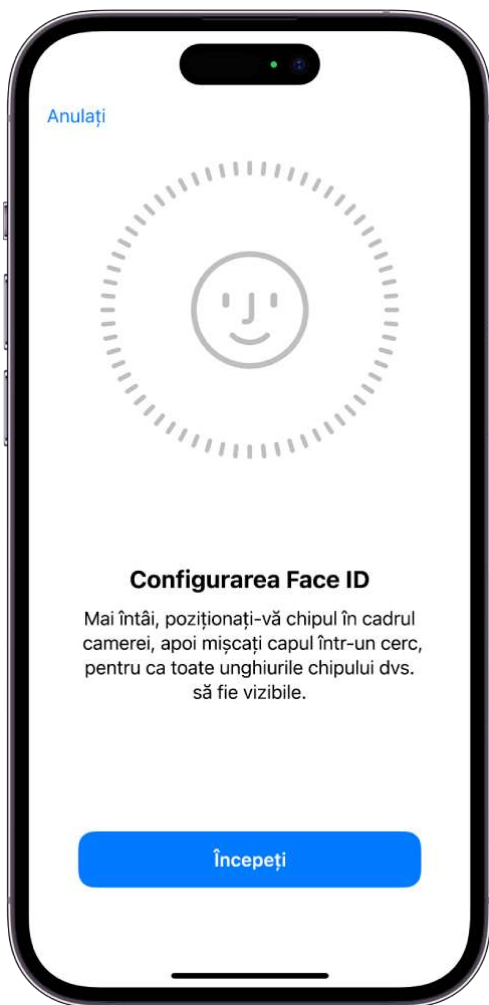 Anulați
Configurarea Face ID
Mai întâi, poziționați-vă chipul în cadrul
camerei, apoi mișcați capul într-un cerc,
pentru ca toate unghiurile chipului dvs.
să fie vizibile.
Începeți